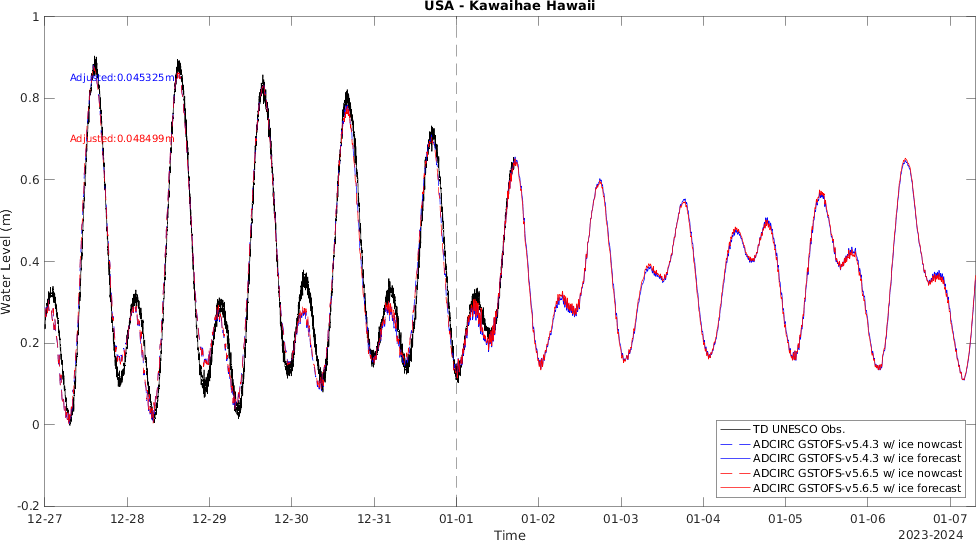 USA - Kawaihae Hawaii
1
0.8
0.6
0.4
0.2
0
-0.2
Water Level (m)
Adjusted:0.045325m
Adjusted:0.048499m
TD UNESCO Obs.
ADCIRC GSTOFS-v5.4.3 w/ ice nowcast
ADCIRC GSTOFS-v5.4.3 w/ ice forecast
ADCIRC GSTOFS-v5.6.5 w/ ice nowcast
ADCIRC GSTOFS-v5.6.5 w/ ice forecast
12-27 12-28 12-29 12-30 12-31 01-01 01-02 01-03 01-04 01-05 01-06 01-07
Time
2023-2024